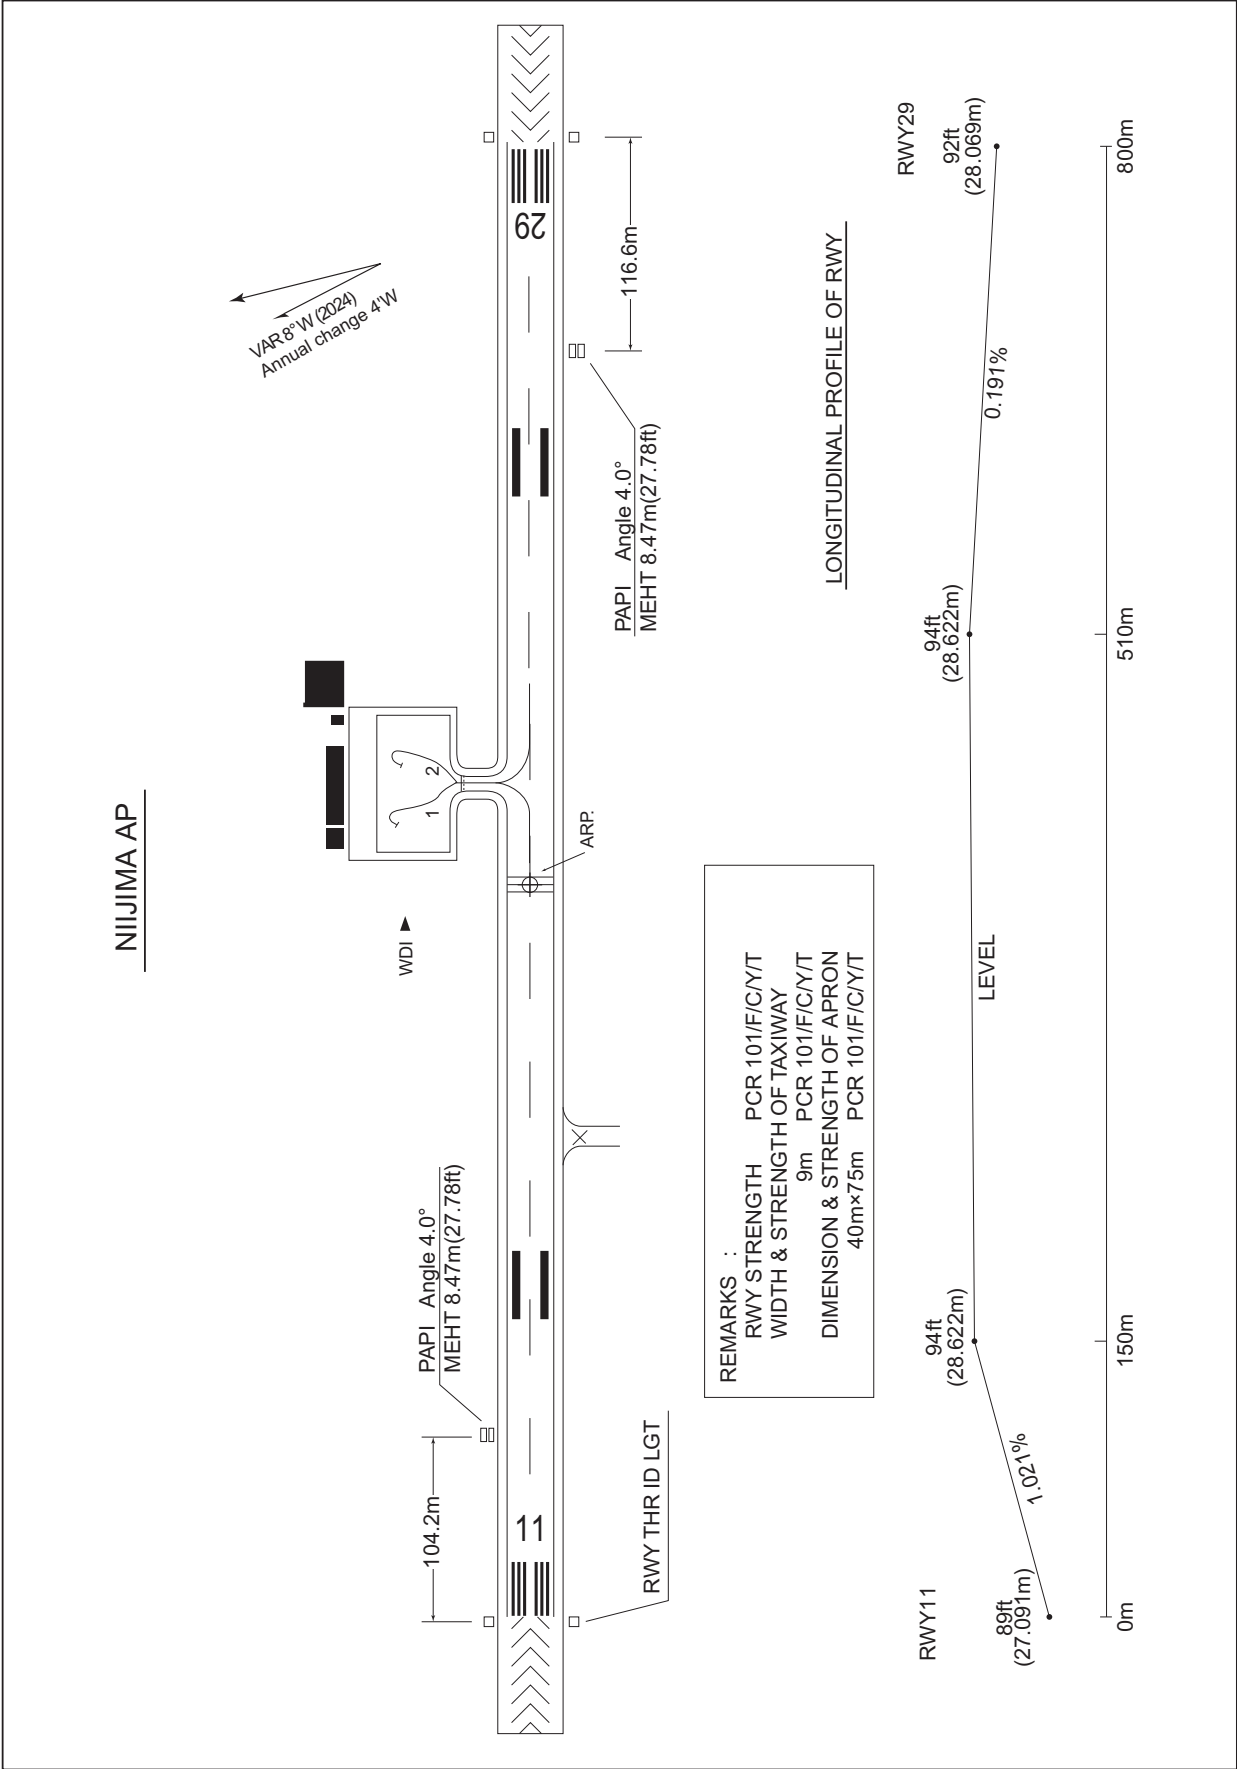 NIIJIMA AP
VAR 8°W (2024)
Annual change 4'W
WDI
1
2
ARP.
PAPI Angle 4.0°
MEHT 8.47m(27.78ft)
104.2m
11
29
RWY THR ID LGT
116.6m
PAPI Angle 4.0°
MEHT 8.47m(27.78ft)
REMARKS :
RWY STRENGTH PCR 101/F/C/Y/T
WIDTH & STRENGTH OF TAXIWAY
9m PCR 101/F/C/Y/T
DIMENSION & STRENGTH OF APRON
40m×75m PCR 101/F/C/Y/T
LONGITUDINAL PROFILE OF RWY
RWY11
89ft
(27.091m)
1.021%
94ft
(28.622m)
LEVEL
94ft
(28.622m)
0.191%
RWY29
92ft
(28.069m)
0m
150m
510m
800m